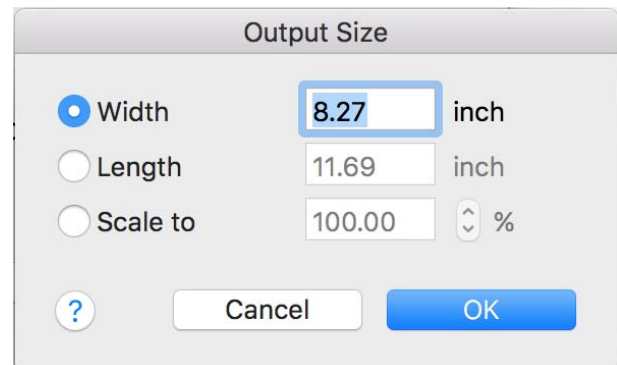 Output Size
Width 8.27 inch
Length 11.69 inch
Scale to 100.00 %
? Cancel OK